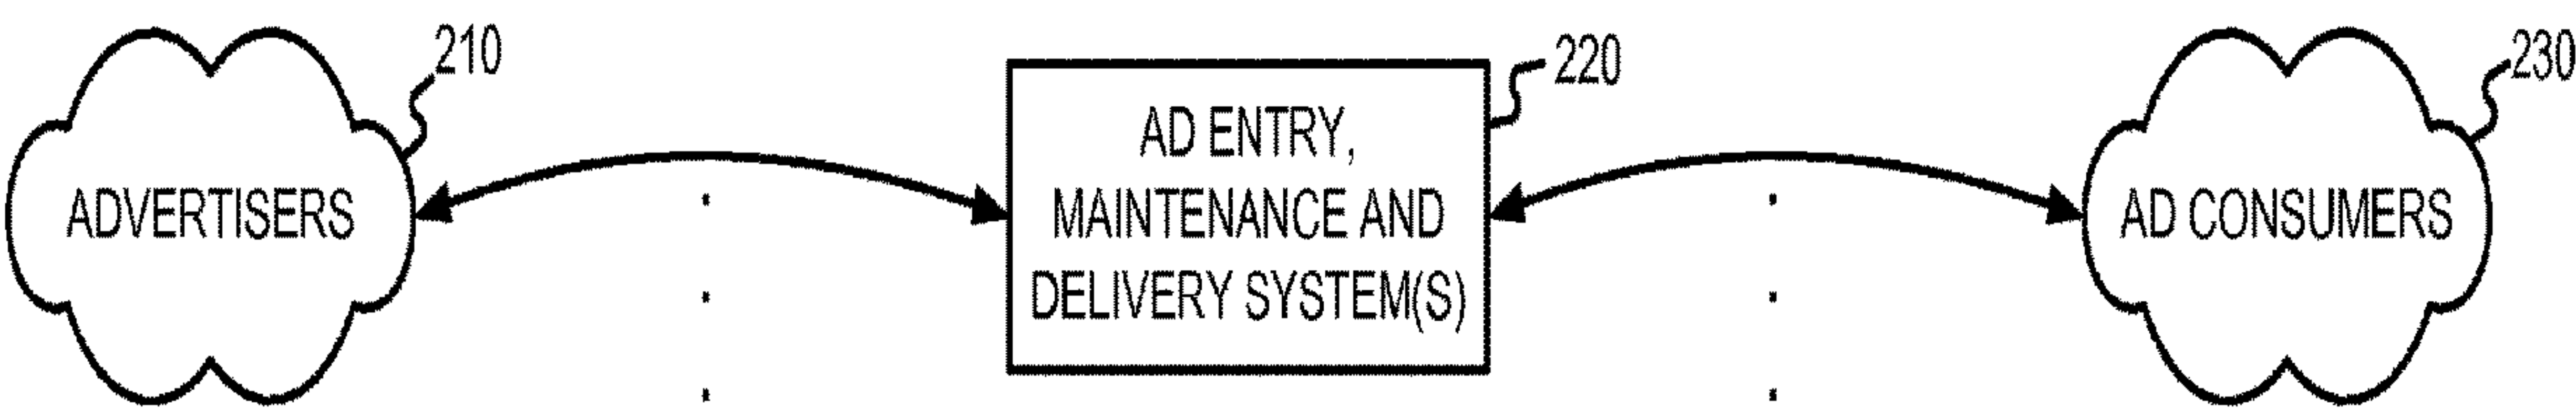 210
220
230
ADVERTISERS
AD ENTRY,
MAINTENANCE AND
DELIVERY SYSTEM(S)
AD CONSUMERS